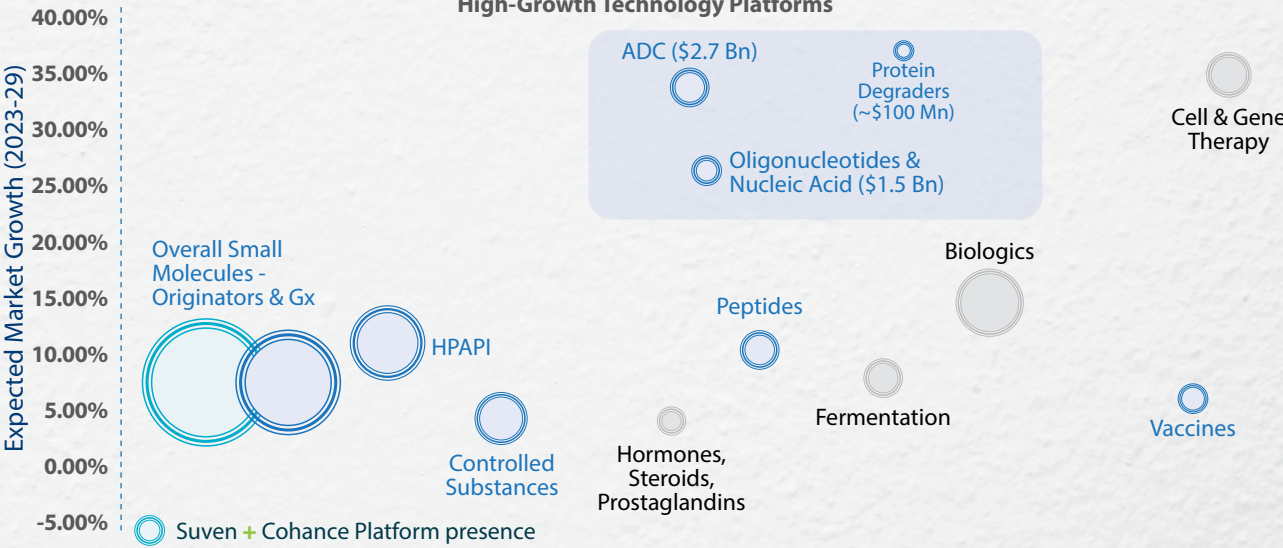 High-Growth Technology Platforms
Expected Market Growth (2023-29)
40.00%
35.00%
30.00%
25.00%
20.00%
15.00%
10.00%
5.00%
0.00%
-5.00%
ADC ($2.7 Bn)
Protein
Degraders
(~$100 Mn)
Oligonucleotides &
Nucleic Acid ($1.5 Bn)
Cell & Gene
Therapy
Overall Small
Molecules -
Originators & Gx
HPAPI
Controlled
Substances
Hormones,
Steroids,
Prostaglandins
Peptides
Fermentation
Biologics
Vaccines
Suven + Cohance Platform presence